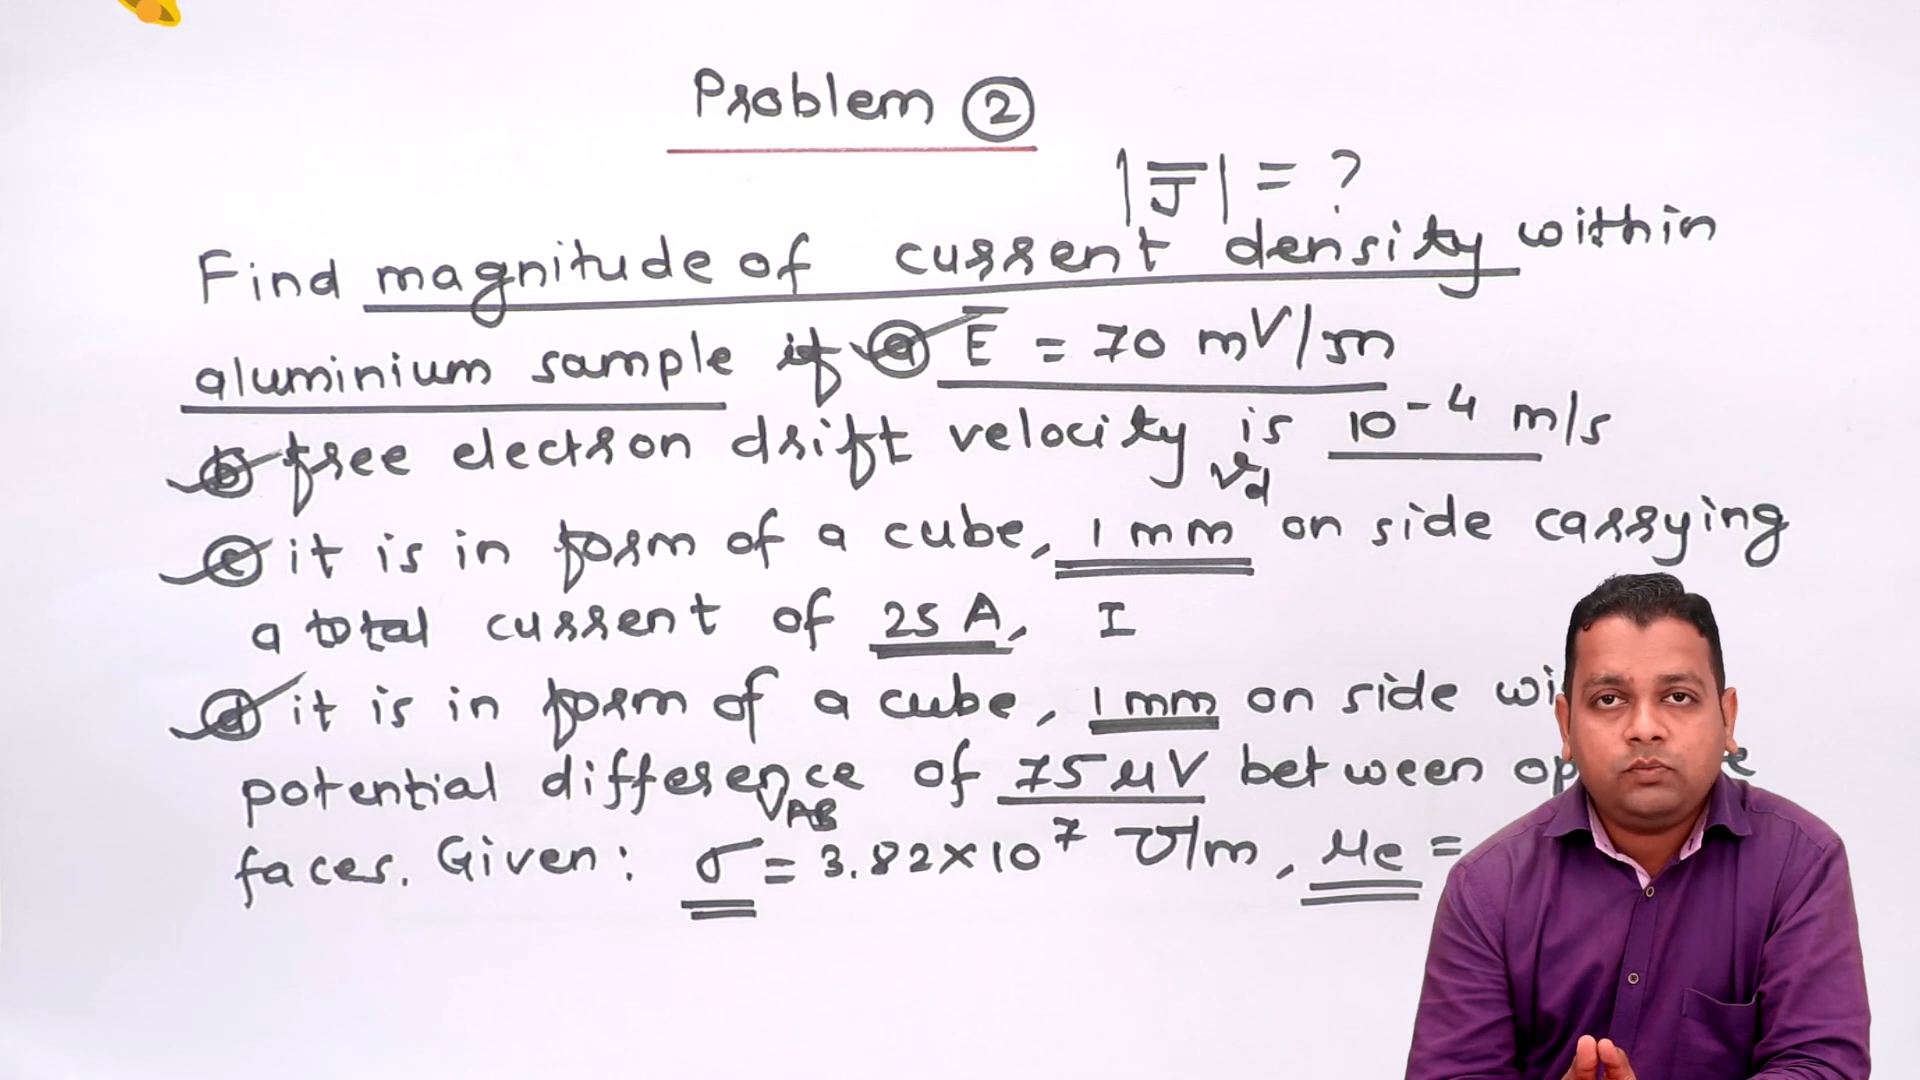 Problem ②
|J̅| = ?
Find magnitude of current density within
aluminium sample if ⓐ E̅ = 70 mV/m
ⓑ free electron drift velocity is 10⁻⁴ m/s
vd
ⓒ it is in form of a cube, 1 mm on side carrying
a total current of 25 A, I
ⓓ it is in form of a cube, 1 mm on side
potential difference of 75 μV between
VAB
faces. Given: σ = 3.82×10⁷ ℧/m, μe =